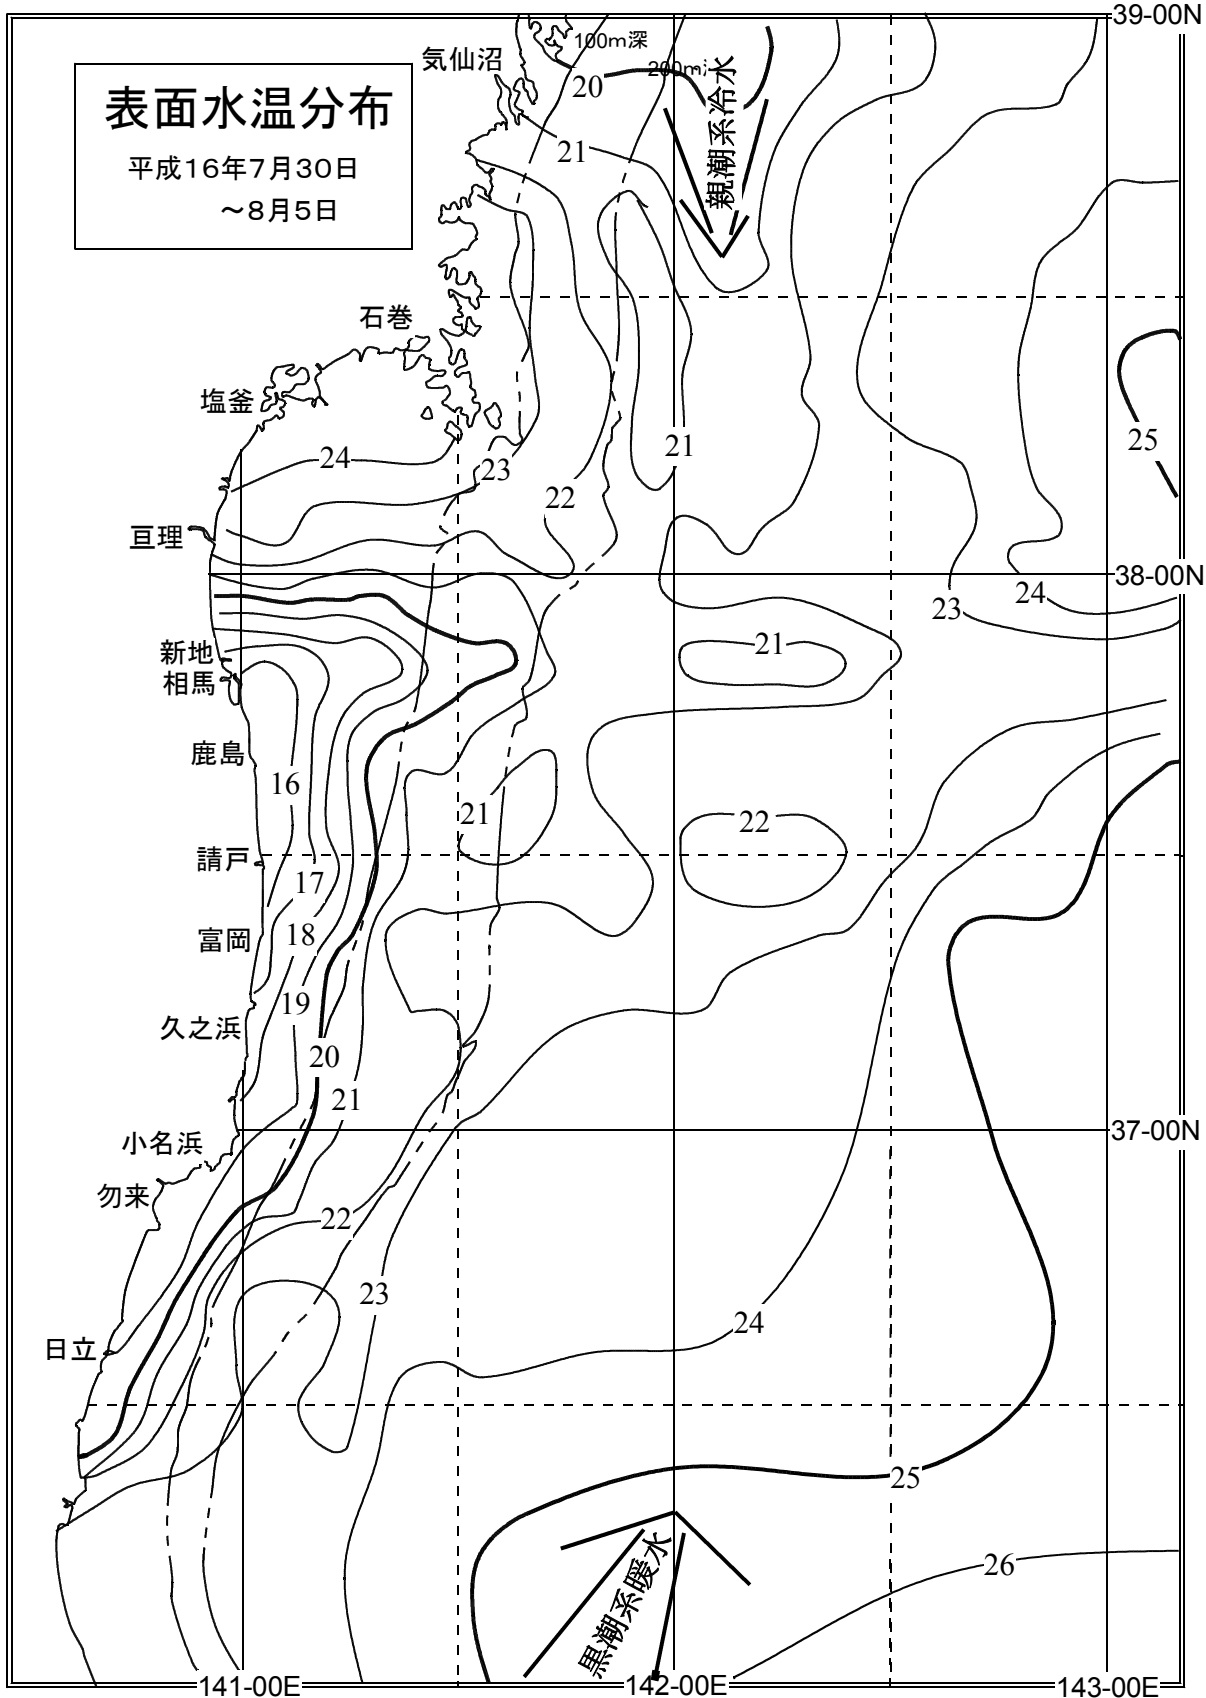 39-00N
100m深
気仙沼
200m
20
表面水温分布
親潮系冷水
平成16年7月30日
～8月5日
21
石巻
塩釜
24
23
21
25
22
亘理
38-00N
24
23
新地
21
相馬
鹿島
16
21
22
請戸
17
富岡
18
19
久之浜
20
21
37-00N
小名浜
勿来
22
23
24
日立
25
26
黒潮系暖水
141-00E
142-00E
143-00E